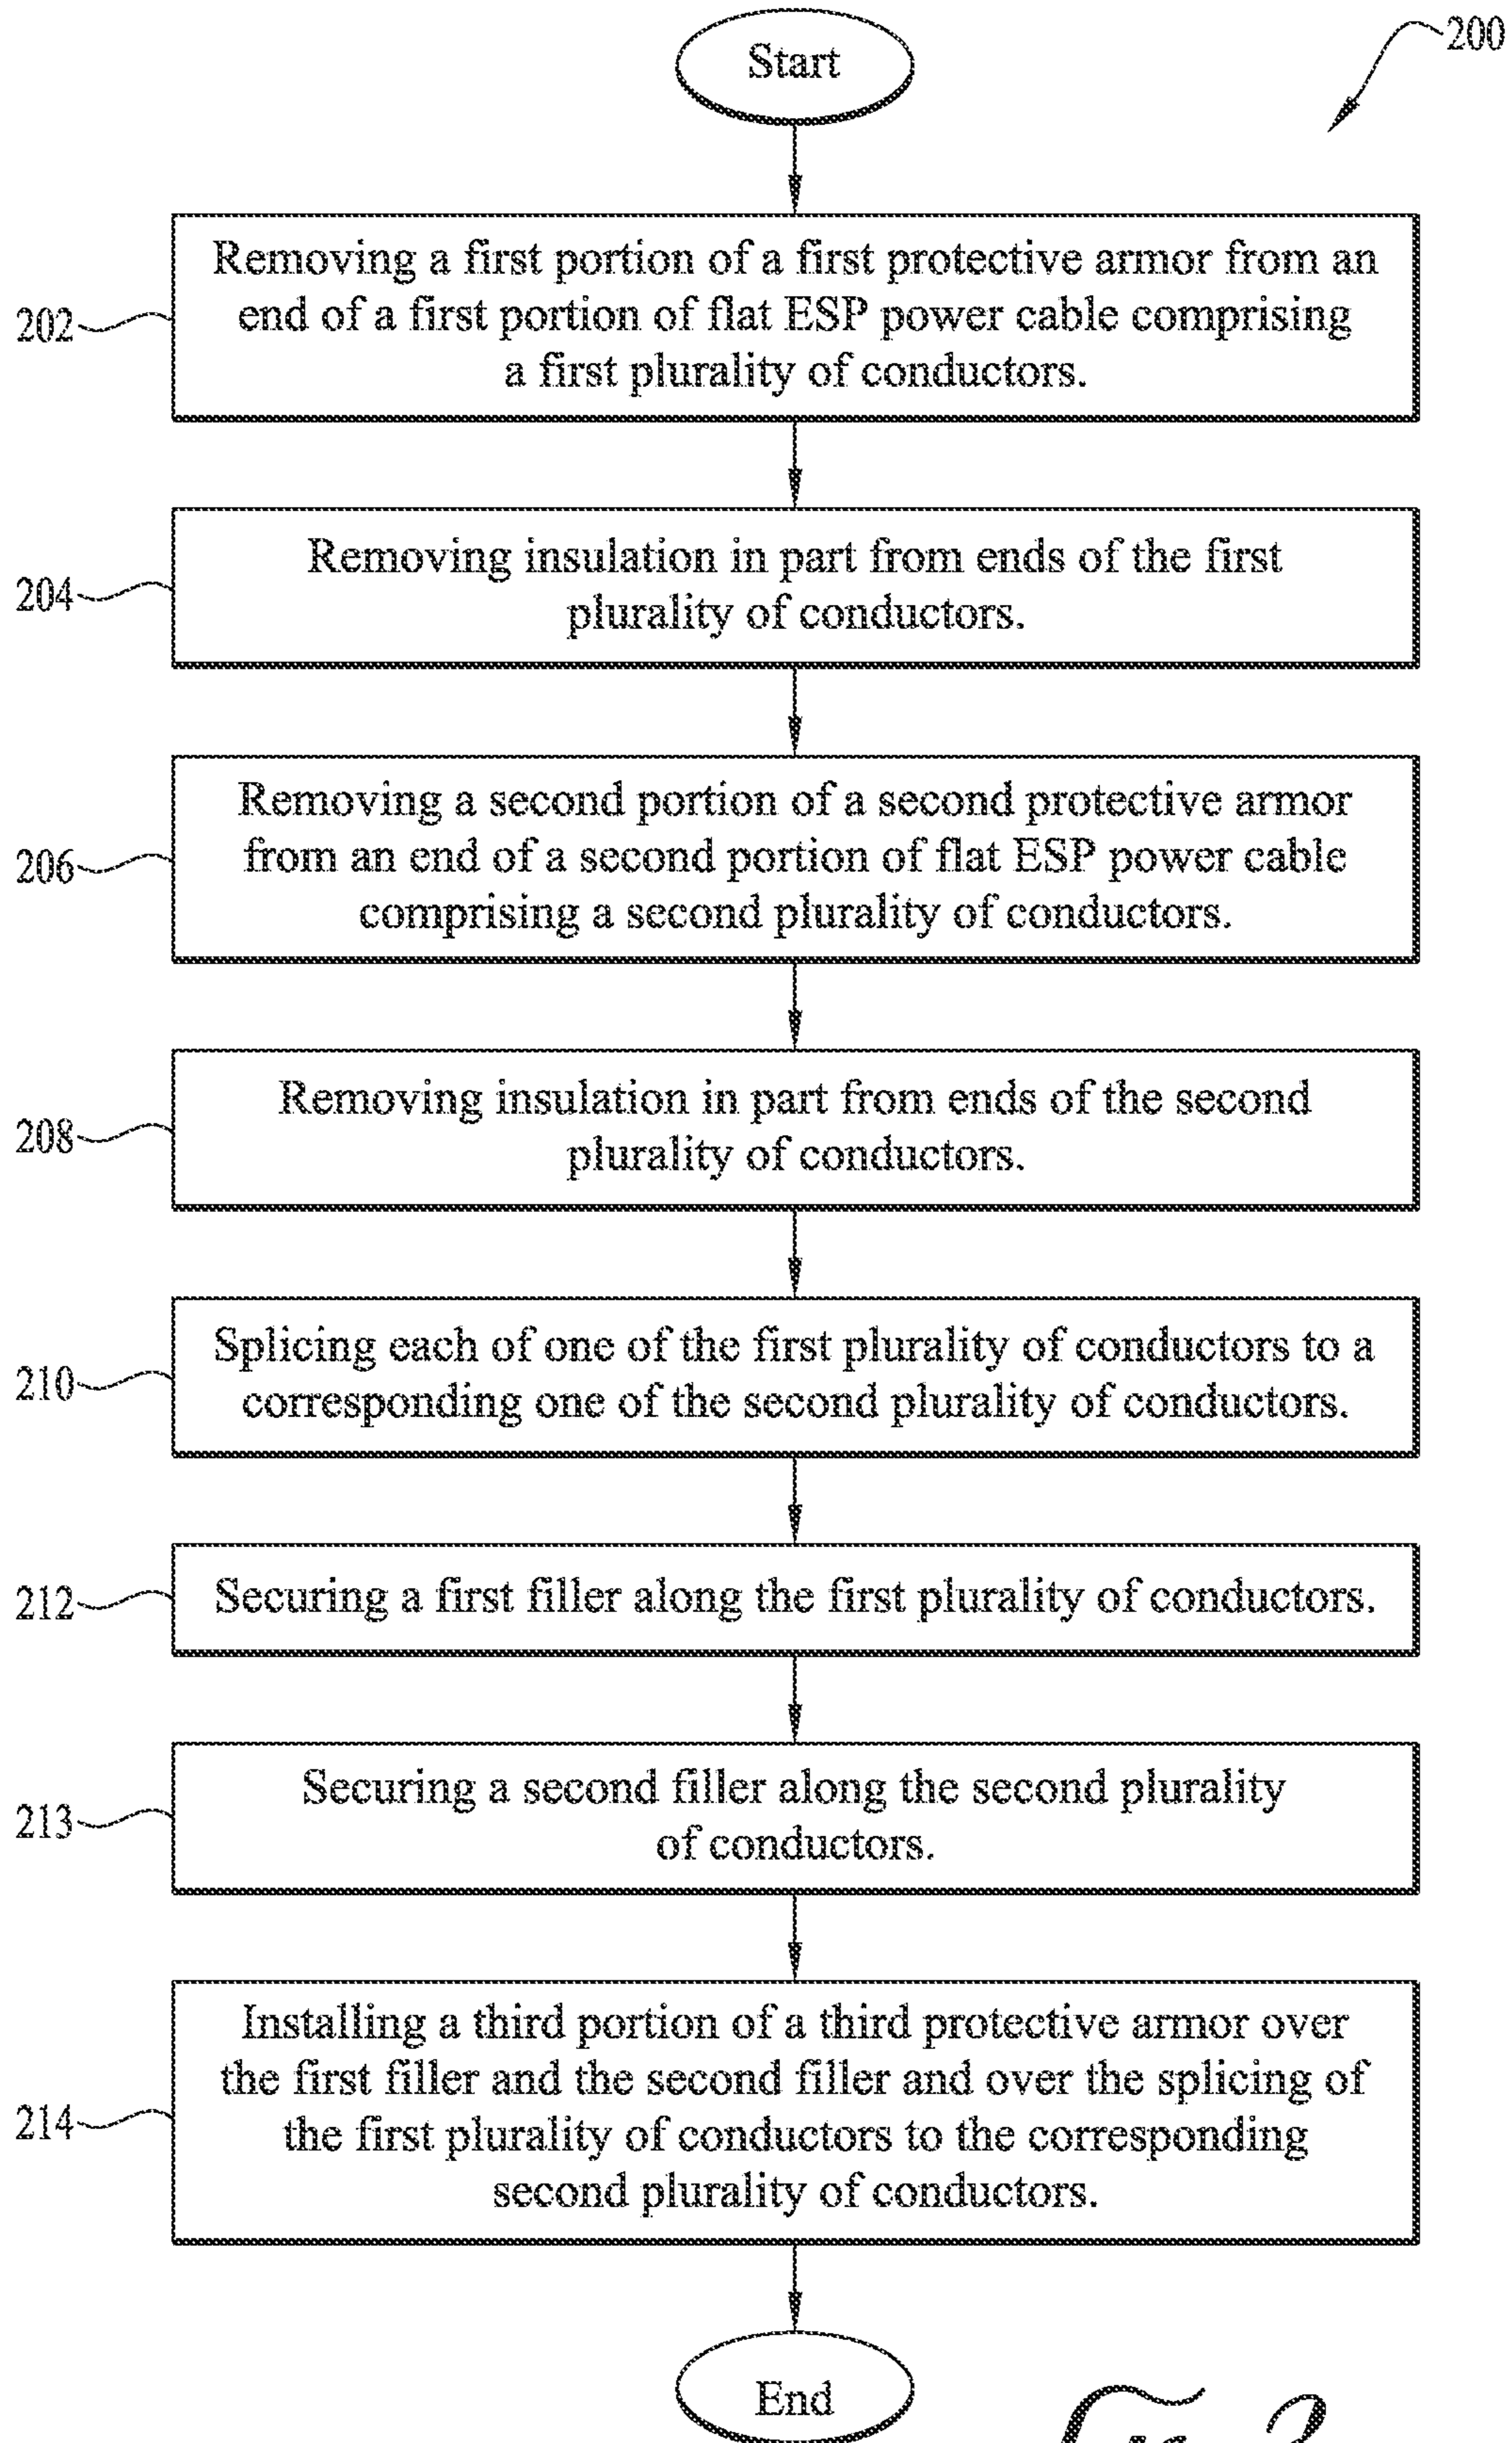 Start
200
Removing a first portion of a first protective armor from an
end of a first portion of flat ESP power cable comprising
a first plurality of conductors.
202
Removing insulation in part from ends of the first
plurality of conductors.
204
Removing a second portion of a second protective armor
from an end of a second portion of flat ESP power cable
comprising a second plurality of conductors.
206
Removing insulation in part from ends of the second
plurality of conductors.
208
Splicing each of one of the first plurality of conductors to a
corresponding one of the second plurality of conductors.
210
Securing a first filler along the first plurality of conductors.
212
Securing a second filler along the second plurality
of conductors.
213
Installing a third portion of a third protective armor over
the first filler and the second filler and over the splicing of
the first plurality of conductors to the corresponding
second plurality of conductors.
214
End